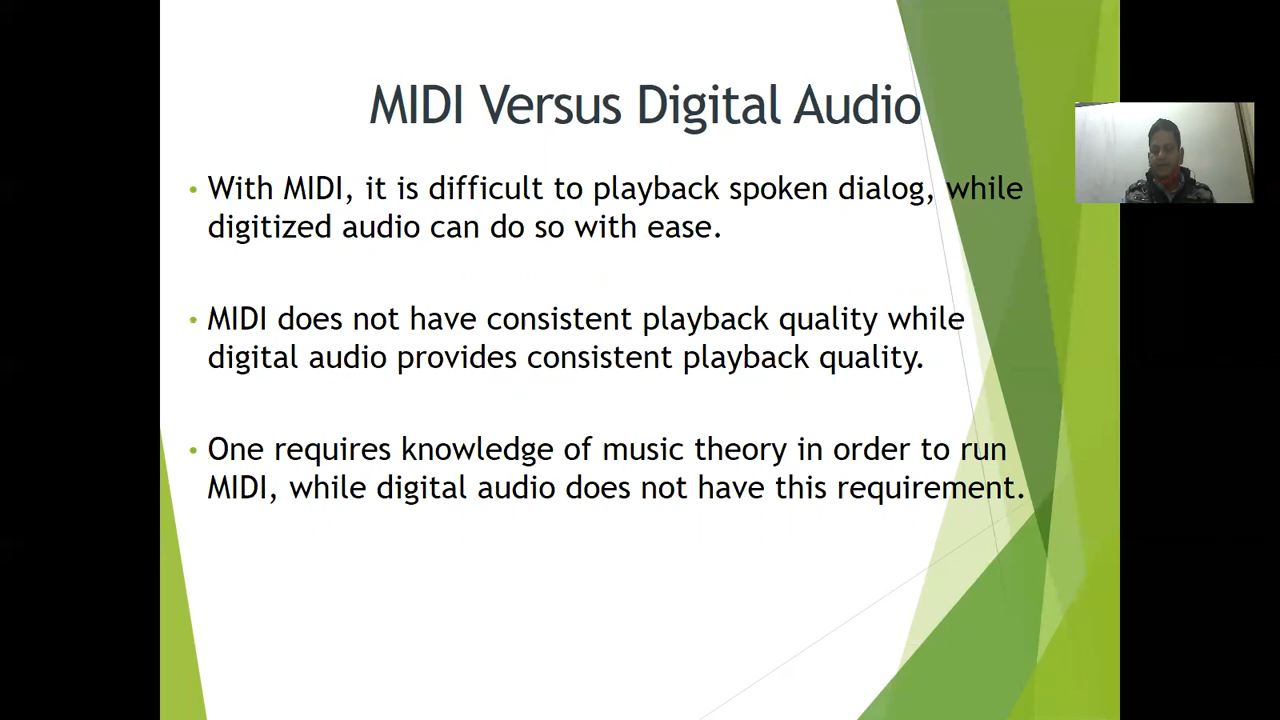 MIDI Versus Digital Audio
• With MIDI, it is difficult to playback spoken dialog, while
digitized audio can do so with ease.
• MIDI does not have consistent playback quality while
digital audio provides consistent playback quality.
• One requires knowledge of music theory in order to run
MIDI, while digital audio does not have this requirement.